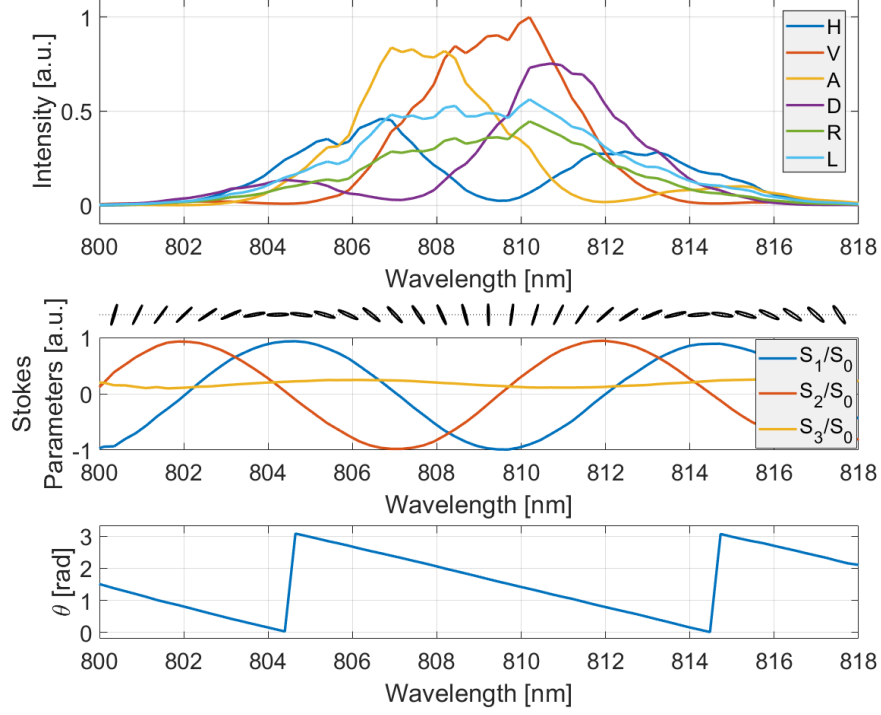 Intensity [a.u.]
1
0.5
0
H
V
A
D
R
L
800 802 804 806 808 810 812 814 816 818
Wavelength [nm]
Stokes
Parameters [a.u.]
1
0
-1
S1/S0
S2/S0
S3/S0
800 802 804 806 808 810 812 814 816 818
Wavelength [nm]
θ [rad]
3
2
1
0
800 802 804 806 808 810 812 814 816 818
Wavelength [nm]